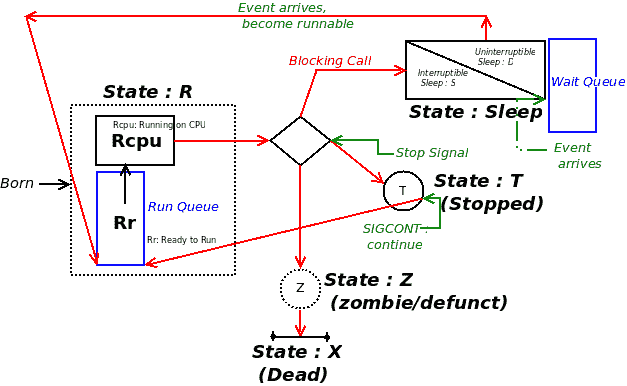 Event arrives,
become runnable
Blocking Call
Uninterruptible
Sleep : D
Interruptible
Sleep : S
Wait Queue
State : R
State : Sleep
Rcpu: Running on CPU
Rcpu
Stop Signal
Event
arrives
Born
Run Queue
Rr
Rr: Ready to Run
T
State : T
(Stopped)
SIGCONT :
continue
Z
State : Z
(zombie/defunct)
State : X
(Dead)